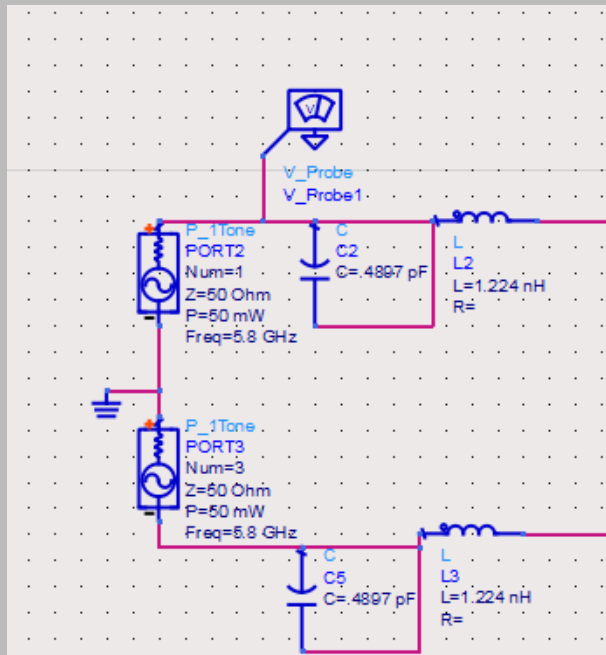 V
V_Probe
V_Probe1
P_1Tone
PORT2
Num=1
Z=50 Ohm
P=50 mW
Freq=5.8 GHz
C
C2
C=.4897 pF
L
L2
L=1.224 nH
R=
P_1Tone
PORT3
Num=3
Z=50 Ohm
P=50 mW
Freq=5.8 GHz
C
C5
C=.4897 pF
L
L3
L=1.224 nH
R=